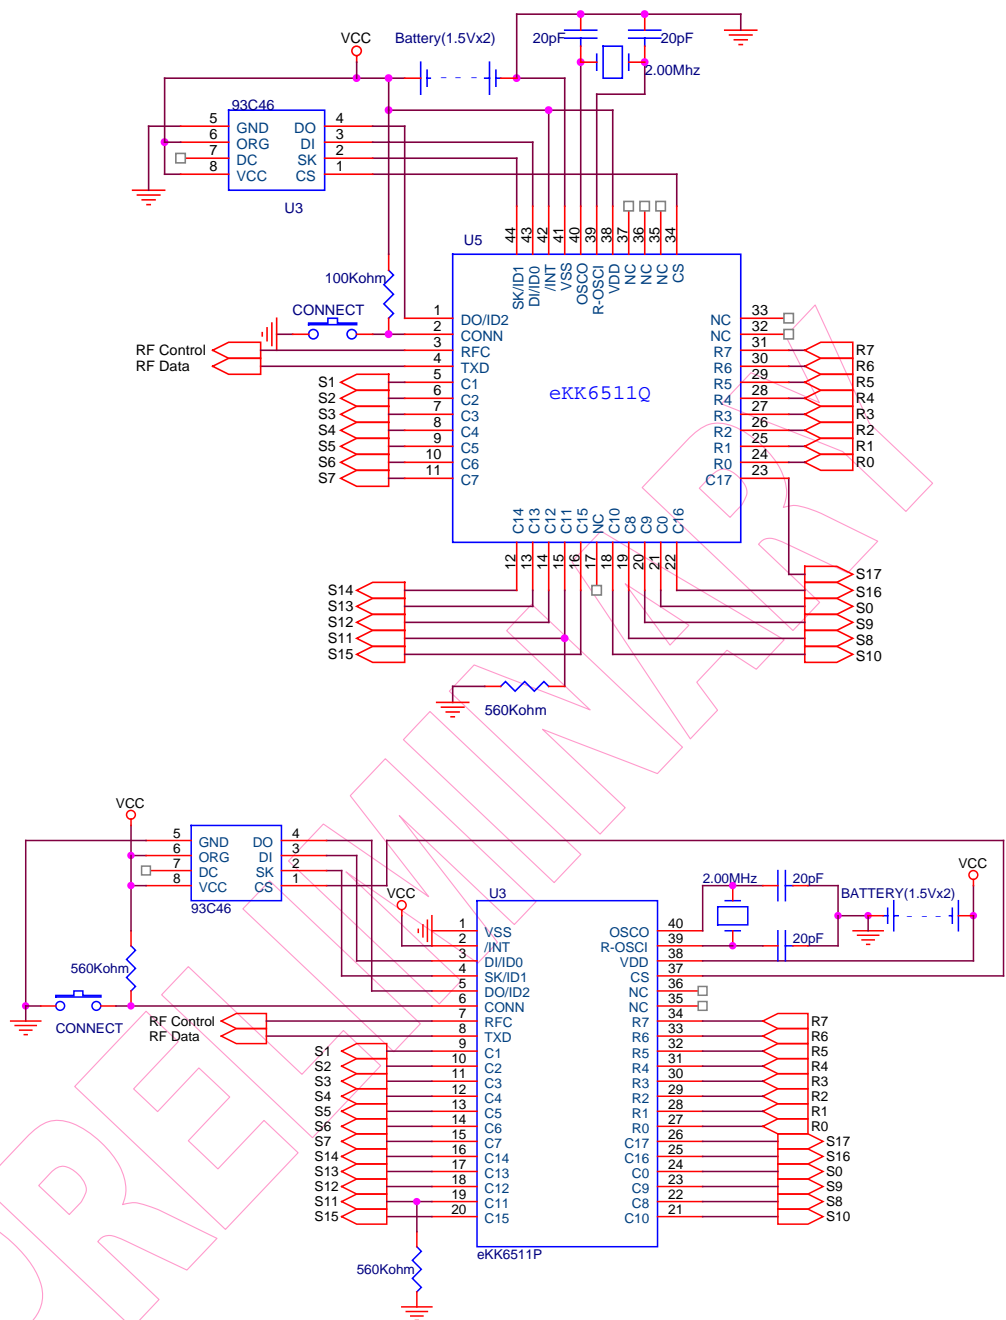 VCC
Battery(1.5Vx2)
20pF
20pF
2.00Mhz
93C46
5 GND DO 4
6 ORG DI 3
7 DC SK 2
8 VCC CS 1
U3
U5
44 43 42 41 40 39 38 37 36 35 34
SK/ID1 DI/ID0 /INT VSS OSCO R-OSCI VDD NC NC NC CS
100Kohm
CONNECT
RF Control
RF Data
1 DO/ID2
2 CONN
3 RFC
4 TXD
S1 5 C1
S2 6 C2
S3 7 C3
S4 8 C4
S5 9 C5
S6 10 C6
S7 11 C7
eKK6511Q
NC 33
NC 32
R7 31 R7
R6 30 R6
R5 29 R5
R4 28 R4
R3 27 R3
R2 26 R2
R1 25 R1
R0 24 R0
C17 23
C14 C13 C12 C11 C15 NC C10 C8 C9 C0 C16
12 13 14 15 16 17 18 19 20 21 22
S14
S13
S12
S11
S15
S17
S16
S0
S9
S8
S10
560Kohm
VCC
5 GND DO 4
6 ORG DI 3
7 DC SK 2
8 VCC CS 1
93C46
560Kohm
CONNECT
VCC
U3
2.00MHz
20pF
20pF
BATTERY(1.5Vx2)
VCC
RF Control
RF Data
1 VSS OSCO 40
2 /INT R-OSCI 39
3 DI/ID0 VDD 38
4 SK/ID1 CS 37
5 DO/ID2 NC 36
6 CONN NC 35
7 RFC R7 34 R7
8 TXD R6 33 R6
S1 9 C1 R5 32 R5
S2 10 C2 R4 31 R4
S3 11 C3 R3 30 R3
S4 12 C4 R2 29 R2
S5 13 C5 R1 28 R1
S6 14 C6 R0 27 R0
S7 15 C7 C17 26 S17
S14 16 C14 C16 25 S16
S13 17 C13 C0 24 S0
S12 18 C12 C9 23 S9
S11 19 C11 C8 22 S8
S15 20 C15 C10 21 S10
eKK6511P
560Kohm
PRELIMINARY